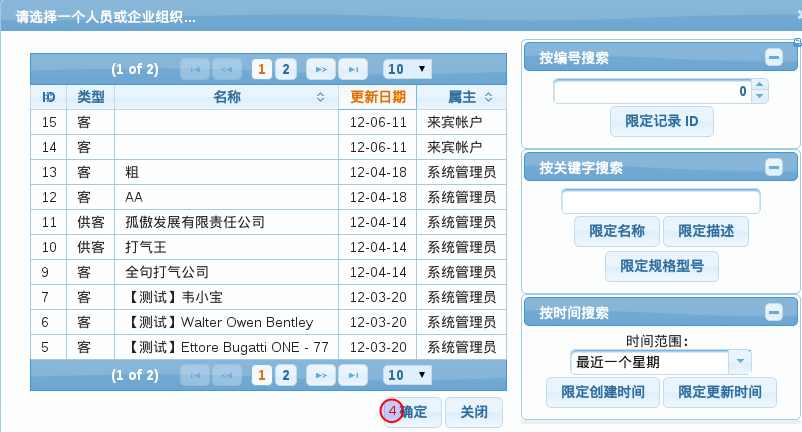 请选择一个人员或企业组织...
(1 of 2) 1 2 10
ID 类型 名称 更新日期 属主
15 客 12-06-11 来宾帐户
14 客 12-06-11 来宾帐户
13 客 粗 12-04-18 系统管理员
12 客 AA 12-04-18 系统管理员
11 供客 孤傲发展有限责任公司 12-04-14 系统管理员
10 供客 打气王 12-04-14 系统管理员
9 客 全句打气公司 12-04-14 系统管理员
7 客 【测试】韦小宝 12-03-20 系统管理员
6 客 【测试】Walter Owen Bentley 12-03-20 系统管理员
5 客 【测试】Ettore Bugatti ONE - 77 12-03-20 系统管理员
(1 of 2) 1 2 10
4 确定 关闭
按编号搜索
0
限定记录 ID
按关键字搜索
限定名称 限定描述
限定规格型号
按时间搜索
时间范围：
最近一个星期
限定创建时间 限定更新时间